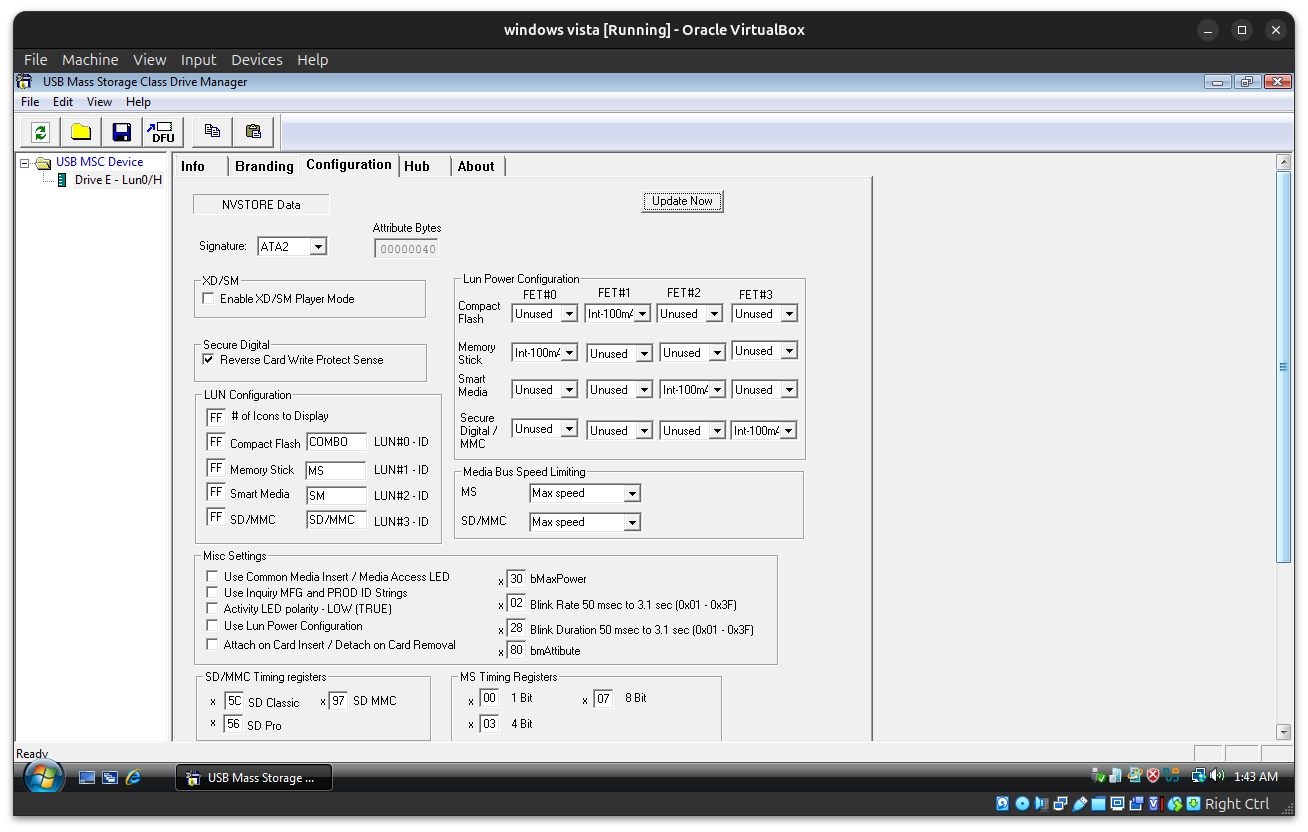 windows vista [Running] - Oracle VirtualBox
File Machine View Input Devices Help
USB Mass Storage Class Drive Manager
File Edit View Help
DFU
USB MSC Device
Drive E - Lun0/H
Info Branding Configuration Hub About
NVSTORE Data
Update Now
Attribute Bytes
Signature: ATA2 00000040
XD/SM
Enable XD/SM Player Mode
Secure Digital
Reverse Card Write Protect Sense
LUN Configuration
FF # of Icons to Display
FF Compact Flash COMBO LUN#0 - ID
FF Memory Stick MS LUN#1 - ID
FF Smart Media SM LUN#2 - ID
FF SD/MMC SD/MMC LUN#3 - ID
Lun Power Configuration
FET#0 FET#1 FET#2 FET#3
Compact
Flash
Unused Int-100mA Unused Unused
Memory
Stick
Int-100mA Unused Unused Unused
Smart
Media
Unused Unused Int-100mA Unused
Secure
Digital /
MMC
Unused Unused Unused Int-100mA
Media Bus Speed Limiting
MS Max speed
SD/MMC Max speed
Misc Settings
Use Common Media Insert / Media Access LED
Use Inquiry MFG and PROD ID Strings
Activity LED polarity - LOW (TRUE)
Use Lun Power Configuration
Attach on Card Insert / Detach on Card Removal
x 30 bMaxPower
x 02 Blink Rate 50 msec to 3.1 sec (0x01 - 0x3F)
x 28 Blink Duration 50 msec to 3.1 sec (0x01 - 0x3F)
x 80 bmAttibute
SD/MMC Timing registers
x 5C SD Classic x 97 SD MMC
x 56 SD Pro
MS Timing Registers
x 00 1 Bit x 07 8 Bit
x 03 4 Bit
Ready
USB Mass Storage ...
1:43 AM
Right Ctrl